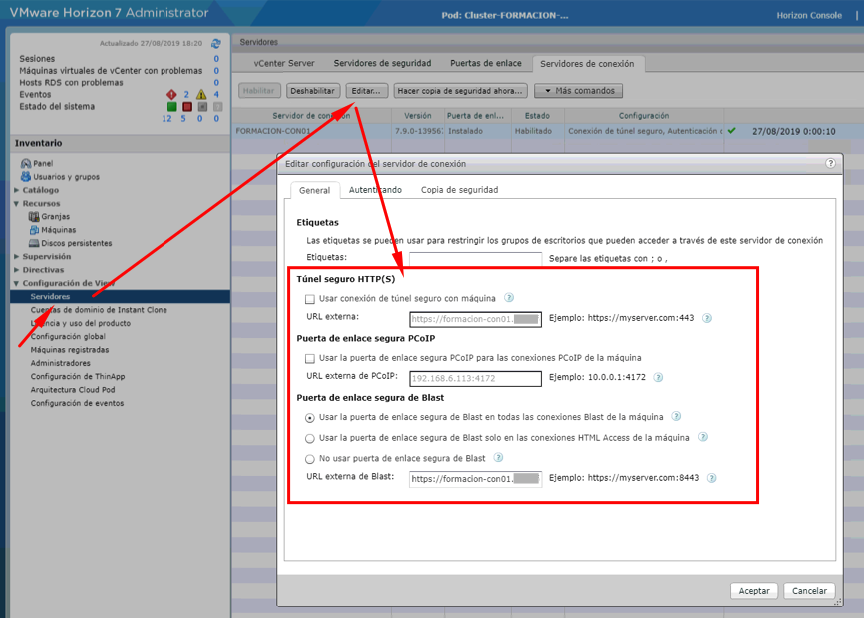 VMware Horizon 7 Administrator
Pod: Cluster-FORMACION-...
Horizon Console
Actualizado 27/08/2019 18:20
Sesiones 0
Máquinas virtuales de vCenter con problemas 0
Hosts RDS con problemas 0
Eventos 2 4
Estado del sistema
12 5 0 0
Inventario
Panel
Usuarios y grupos
Catálogo
Recursos
Granjas
Máquinas
Discos persistentes
Supervisión
Directivas
Configuración de View
Servidores
Cuentas de dominio de Instant Clone
Licencia y uso del producto
Configuración global
Máquinas registradas
Administradores
Configuración de ThinApp
Arquitectura Cloud Pod
Configuración de eventos
Servidores
vCenter Server Servidores de seguridad Puertas de enlace Servidores de conexión
Habilitar Deshabilitar Editar... Hacer copia de seguridad ahora... Más comandos
Servidor de conexión Versión Puerta de enl... Estado Configuración
FORMACION-CON01 7.9.0-13956 Instalado Habilitado Conexión de túnel seguro, Autenticación c 27/08/2019 0:00:10
Editar configuración del servidor de conexión ?
General Autenticando Copia de seguridad
Etiquetas
Las etiquetas se pueden usar para restringir los grupos de escritorios que pueden acceder a través de este servidor de conexión
Etiquetas: Separe las etiquetas con ; o ,
Túnel seguro HTTP(S)
Usar conexión de túnel seguro con máquina ?
URL externa: https://formacion-con01. Ejemplo: https://myserver.com:443 ?
Puerta de enlace segura PCoIP
Usar la puerta de enlace segura PCoIP para las conexiones PCoIP de la máquina
URL externa de PCoIP: 192.168.6.113:4172 Ejemplo: 10.0.0.1:4172 ?
Puerta de enlace segura de Blast
Usar la puerta de enlace segura de Blast en todas las conexiones Blast de la máquina ?
Usar la puerta de enlace segura de Blast solo en las conexiones HTML Access de la máquina ?
No usar puerta de enlace segura de Blast ?
URL externa de Blast: https://formacion-con01. Ejemplo: https://myserver.com:8443 ?
Aceptar Cancelar